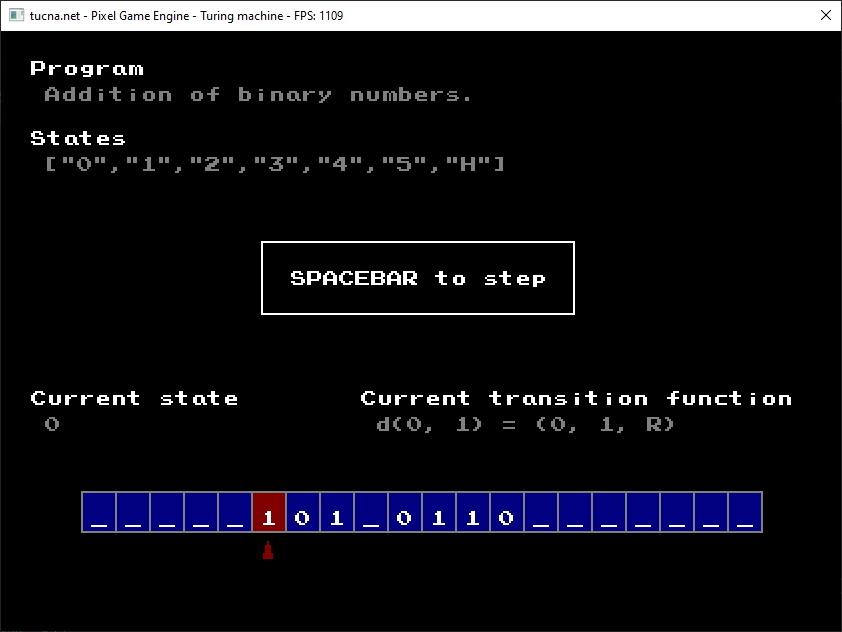 tucna.net - Pixel Game Engine - Turing machine - FPS: 1109
Program
Addition of binary numbers.
States
["0","1","2","3","4","5","H"]
SPACEBAR to step
Current state
0
Current transition function
d(0, 1) = (0, 1, R)
_ _ _ _ _ 1 0 1 _ 0 1 1 0 _ _ _ _ _ _ _